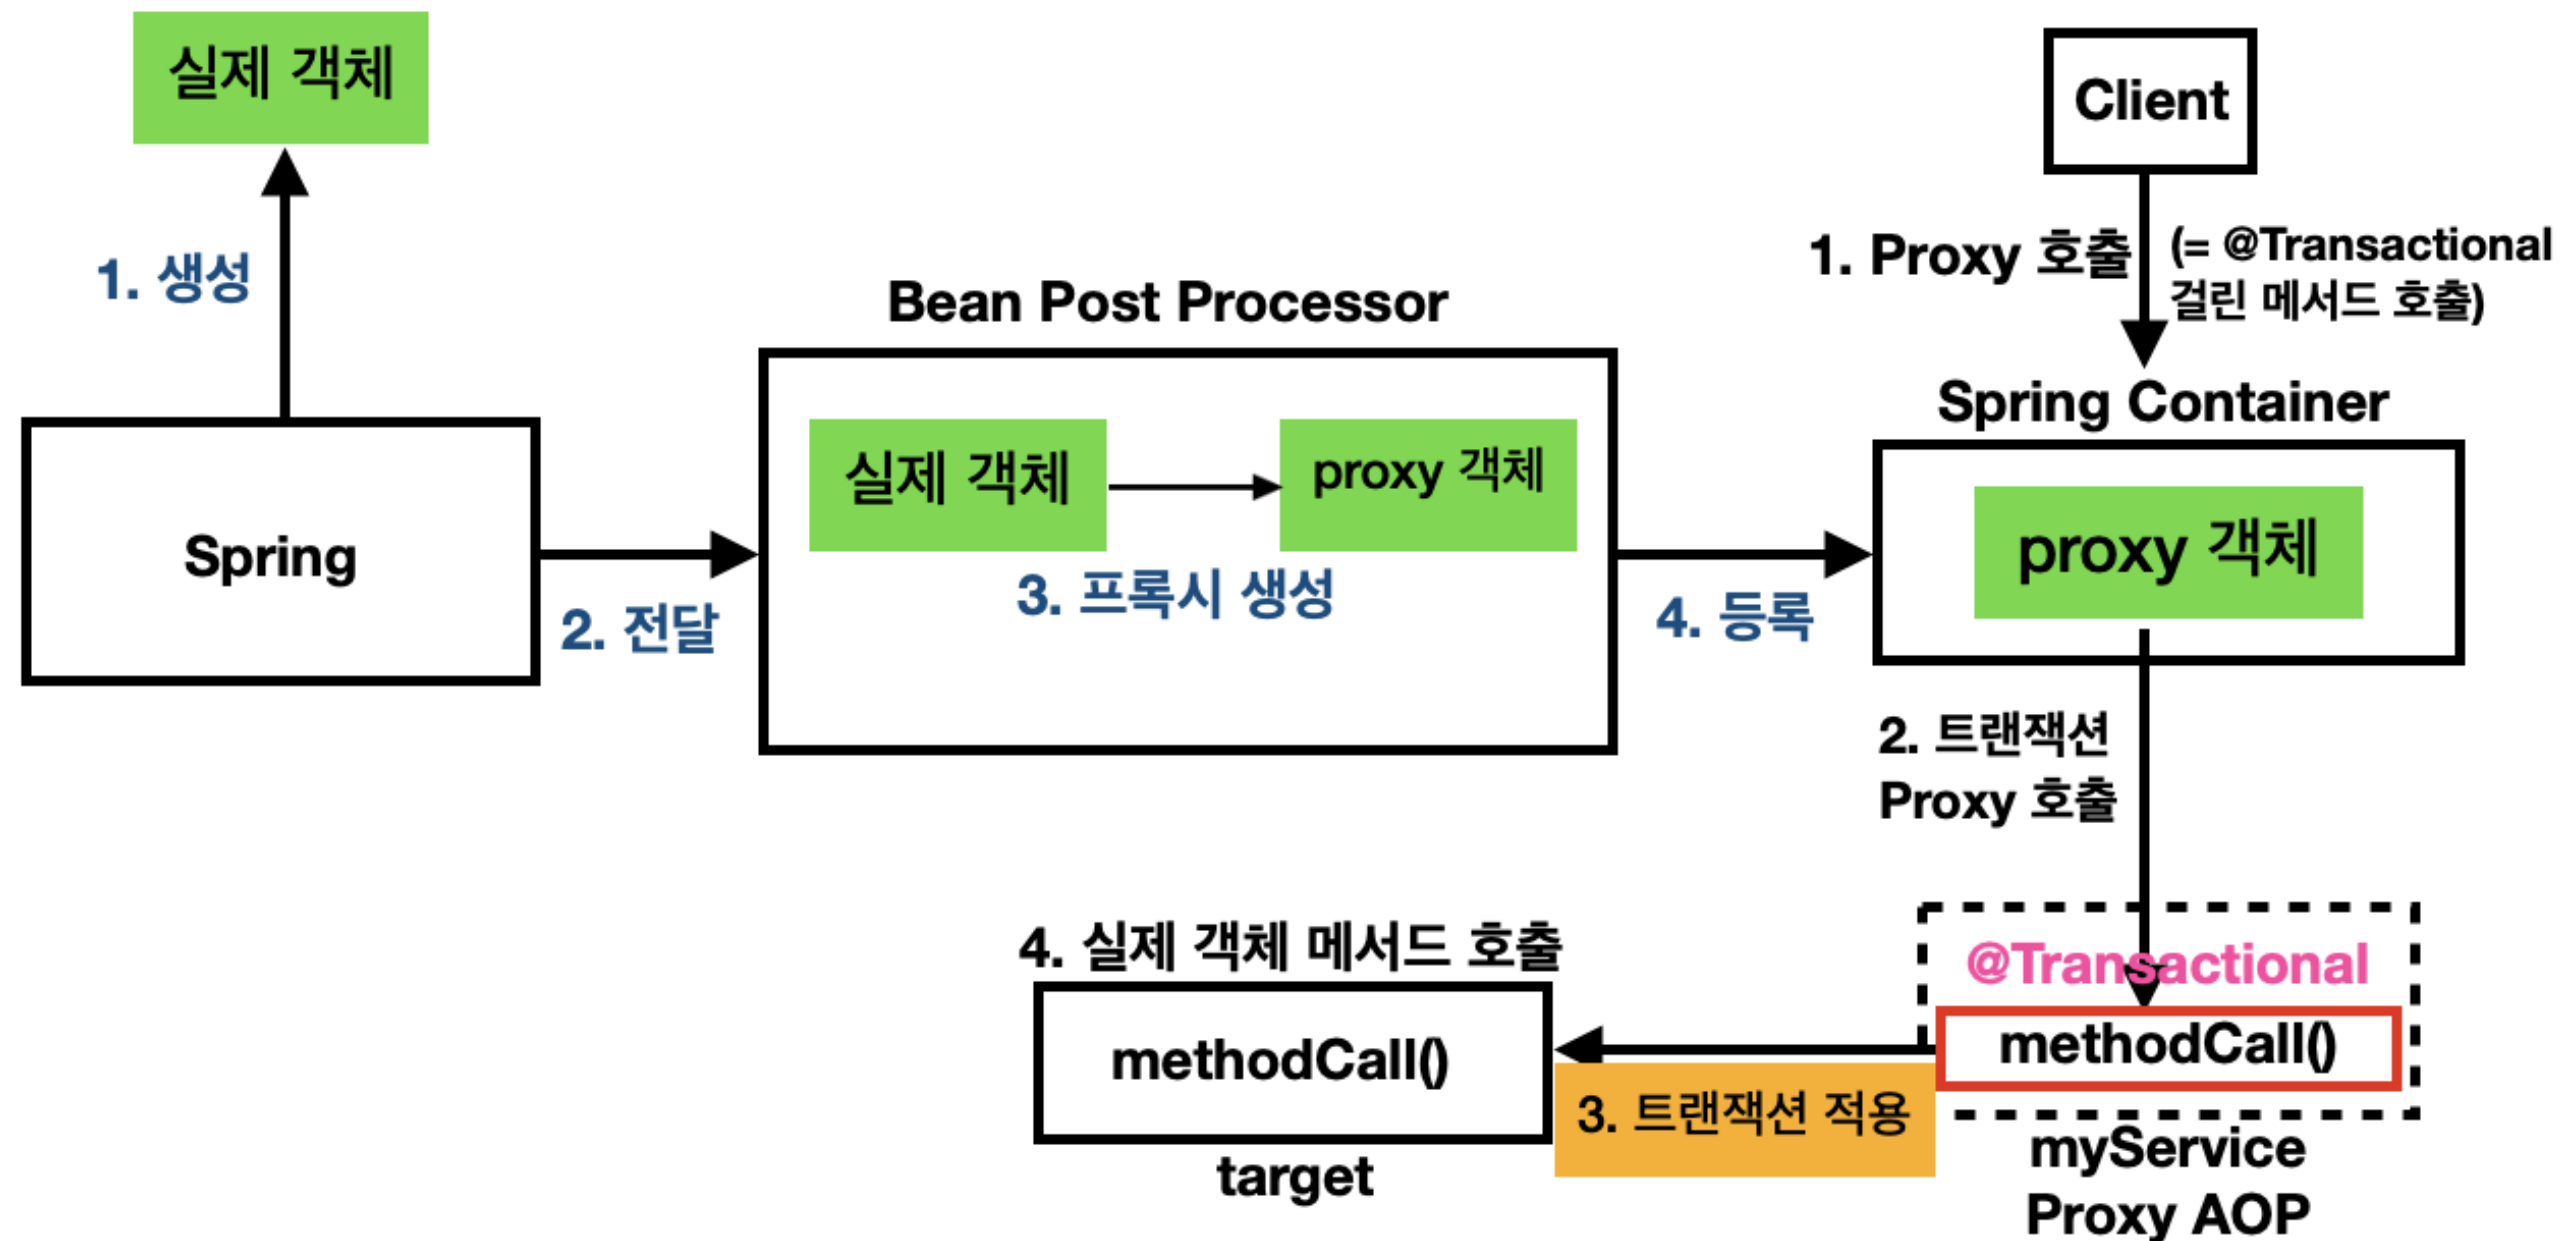 실제 객체
Client
1. 생성
1. Proxy 호출
(= @Transactional
걸린 메서드 호출)
Bean Post Processor
Spring Container
실제 객체
proxy 객체
proxy 객체
Spring
3. 프록시 생성
2. 전달
4. 등록
2. 트랜잭션
Proxy 호출
4. 실제 객체 메서드 호출
@Transactional
methodCall()
methodCall()
3. 트랜잭션 적용
target
myService
Proxy AOP